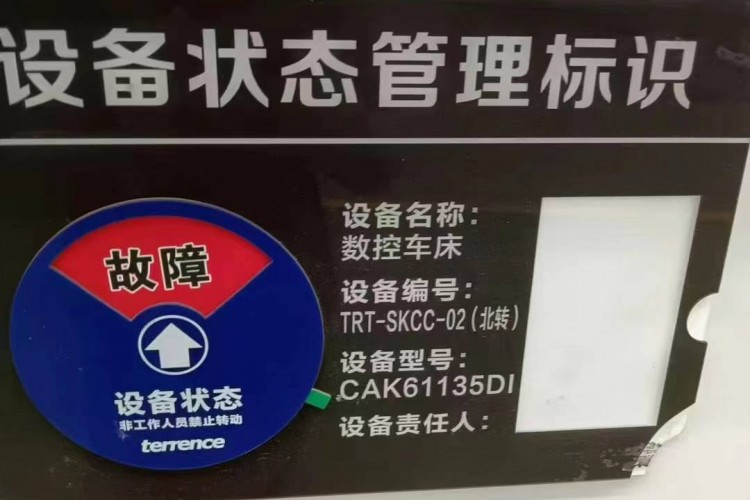 设备状态管理标识
故障
设备状态
非工作人员禁止转动
terrence
设备名称：
数控车床
设备编号：
TRT-SKCC-02（北转）
设备型号：
CAK61135DI
设备责任人：